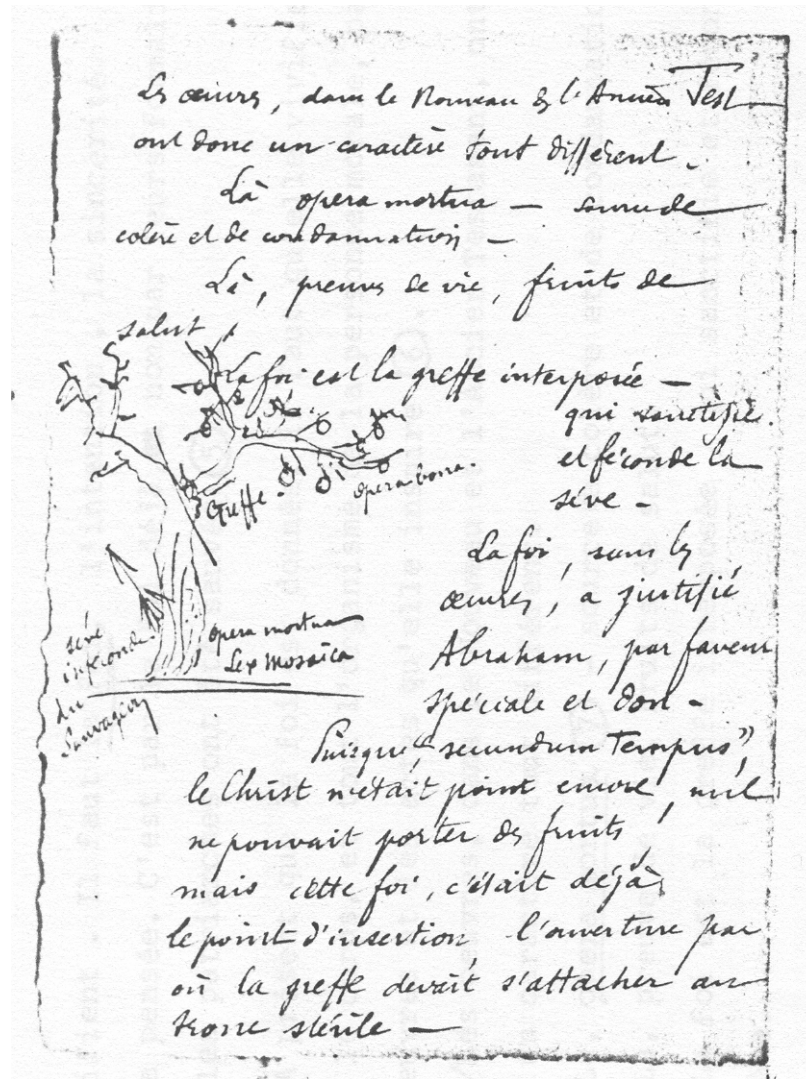 Les œuvres, dans le Nouveau & l'Ancien Test
ont donc un caractère tout différent.
Là opera mortua — source de
colère et de condamnation —
Là, preuves de vie, fruits de
salut
La foi est la greffe interposée —
qui sanctifie
et féconde la
sève —
Greffe -
opera bona.
La foi, sans les
œuvres, a justifié
Abraham, par faveur
spéciale et don -
opera mortua
Lex Mosaïca
sève
inféconde
du
Sauvageon
Puisque, "secundum Tempus",
le Christ n'était point encore, nul
ne pouvait porter des fruits,
mais cette foi, c'était déjà
le point d'insertion, l'ouverture par
où la greffe devait s'attacher au
tronc stérile —